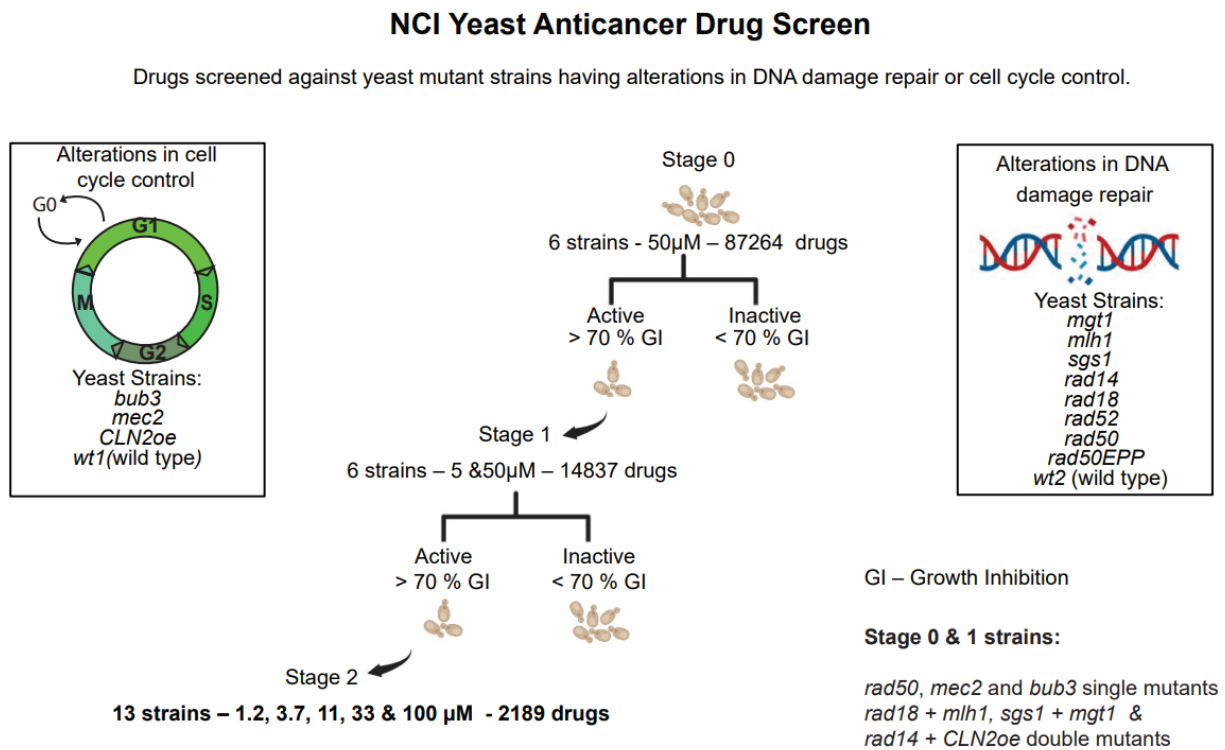 NCI Yeast Anticancer Drug Screen
Drugs screened against yeast mutant strains having alterations in DNA damage repair or cell cycle control.
Alterations in cell
cycle control
G0
G1
M
S
G2
Yeast Strains:
bub3
mec2
CLN2oe
wt1(wild type)
Stage 0
6 strains - 50µM – 87264 drugs
Active
> 70 % GI
Inactive
< 70 % GI
Stage 1
6 strains – 5 &50µM – 14837 drugs
Active
> 70 % GI
Inactive
< 70 % GI
Stage 2
13 strains – 1.2, 3.7, 11, 33 & 100 µM - 2189 drugs
Alterations in DNA
damage repair
Yeast Strains:
mgt1
mlh1
sgs1
rad14
rad18
rad52
rad50
rad50EPP
wt2 (wild type)
GI – Growth Inhibition
Stage 0 & 1 strains:
rad50, mec2 and bub3 single mutants
rad18 + mlh1, sgs1 + mgt1 &
rad14 + CLN2oe double mutants